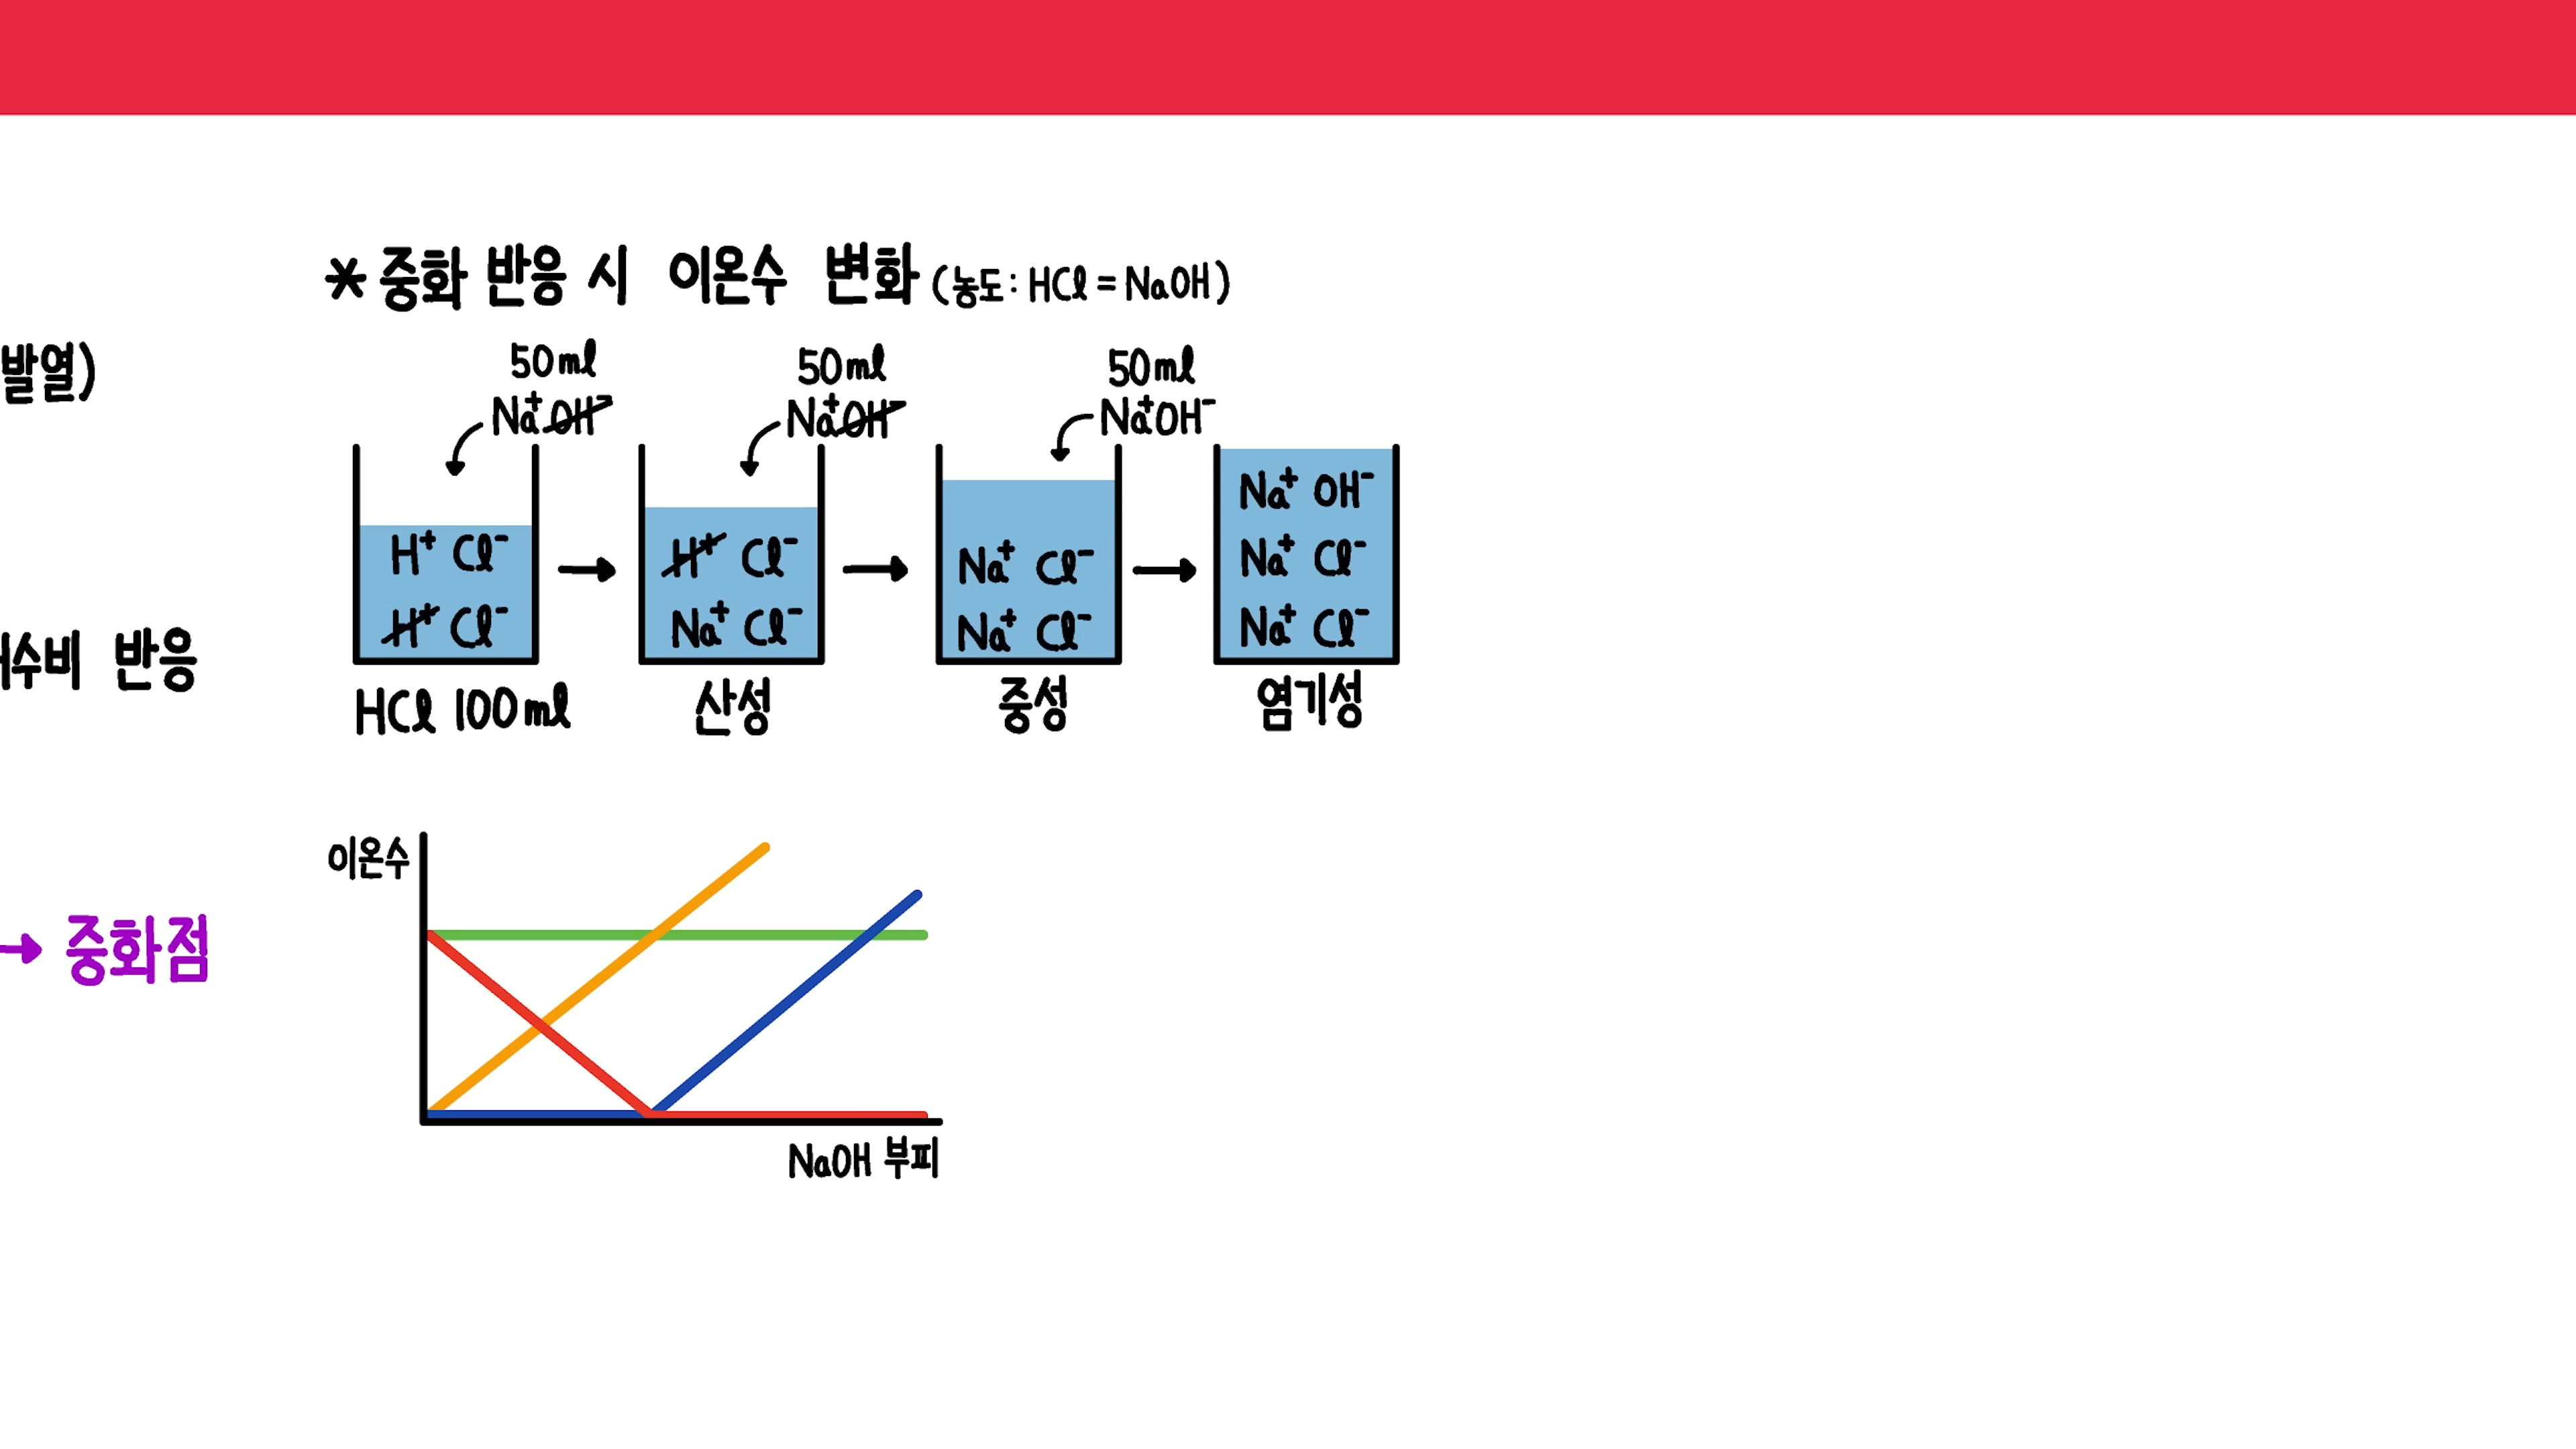 발열)
반응
→ 중화점
* 중화 반응 시 이온수 변화 (농도: HCl = NaOH)
50ml
Na⁺OH⁻
50ml
Na⁺OH⁻
50ml
Na⁺OH⁻
H⁺ Cl⁻
H⁺ Cl⁻
HCl 100ml
H⁺ Cl⁻
Na⁺ Cl⁻
산성
Na⁺ Cl⁻
Na⁺ Cl⁻
중성
Na⁺ OH⁻
Na⁺ Cl⁻
Na⁺ Cl⁻
염기성
이온수
NaOH 부피